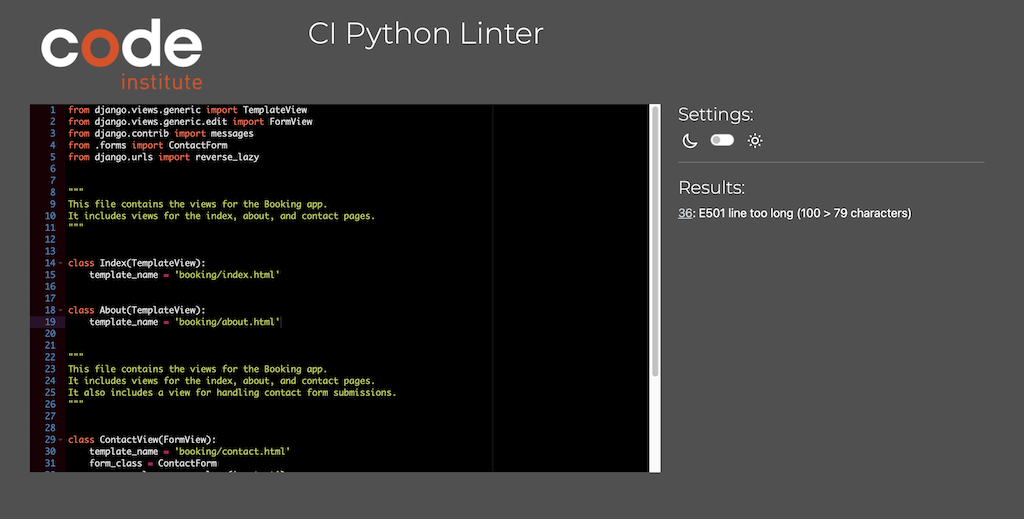 code
institute
CI Python Linter
1 from django.views.generic import TemplateView
2 from django.views.generic.edit import FormView
3 from django.contrib import messages
4 from .forms import ContactForm
5 from django.urls import reverse_lazy
6
7
8 """
9 This file contains the views for the Booking app.
10 It includes views for the index, about, and contact pages.
11 """
12
13
14 class Index(TemplateView):
15 template_name = 'booking/index.html'
16
17
18 class About(TemplateView):
19 template_name = 'booking/about.html'
20
21
22 """
23 This file contains the views for the Booking app.
24 It includes views for the index, about, and contact pages.
25 It also includes a view for handling contact form submissions.
26 """
27
28
29 class ContactView(FormView):
30 template_name = 'booking/contact.html'
31 form_class = ContactForm
Settings:
Results:
36: E501 line too long (100 > 79 characters)